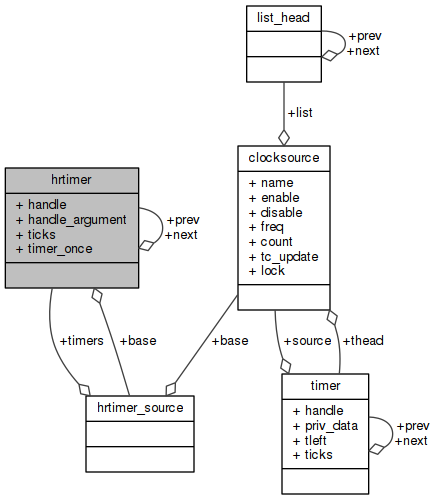 list_head
+prev
+next
+list
clocksource
+ name
+ enable
+ disable
+ freq
+ count
+ tc_update
+ lock
hrtimer
+ handle
+ handle_argument
+ ticks
+ timer_once
+prev
+next
+timers
+base
+base
+source
+thead
hrtimer_source
timer
+ handle
+ priv_data
+ tleft
+ ticks
+prev
+next